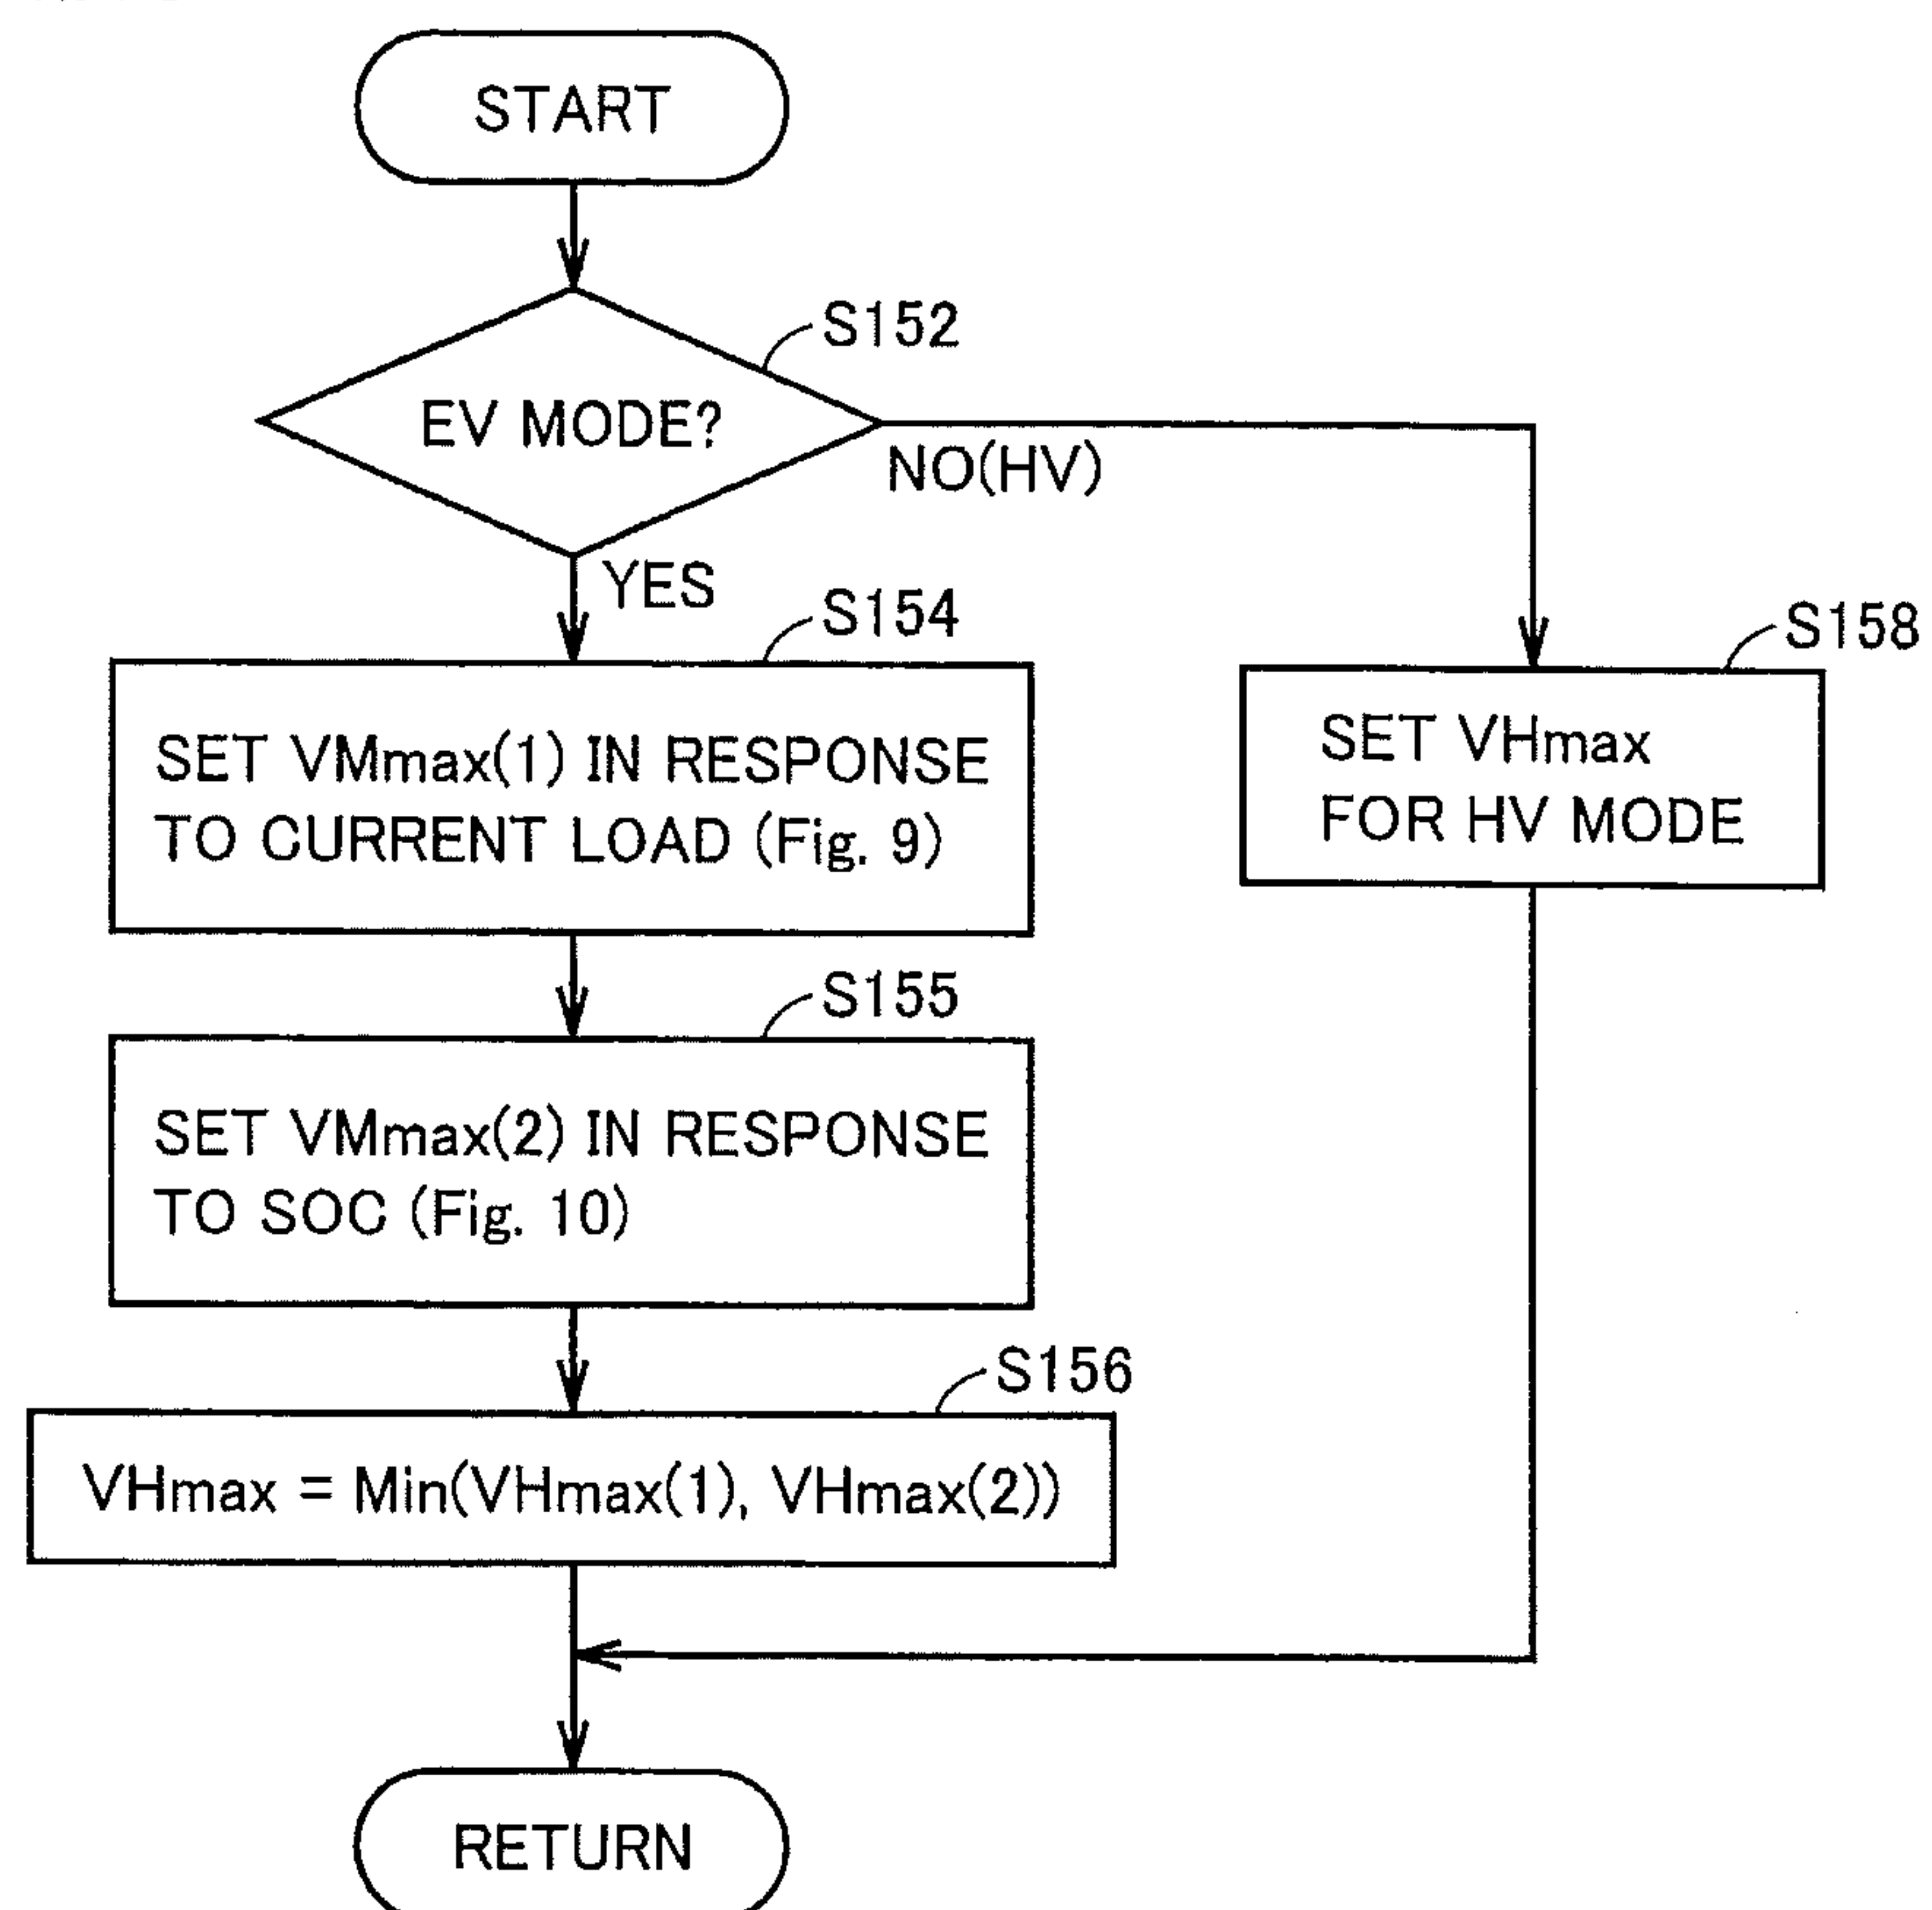 START
S152
EV MODE?
NO(HV)
YES
S154
SET VMmax(1) IN RESPONSE
TO CURRENT LOAD (Fig. 9)
S158
SET VHmax
FOR HV MODE
S155
SET VMmax(2) IN RESPONSE
TO SOC (Fig. 10)
S156
VHmax = Min(VHmax(1), VHmax(2))
RETURN